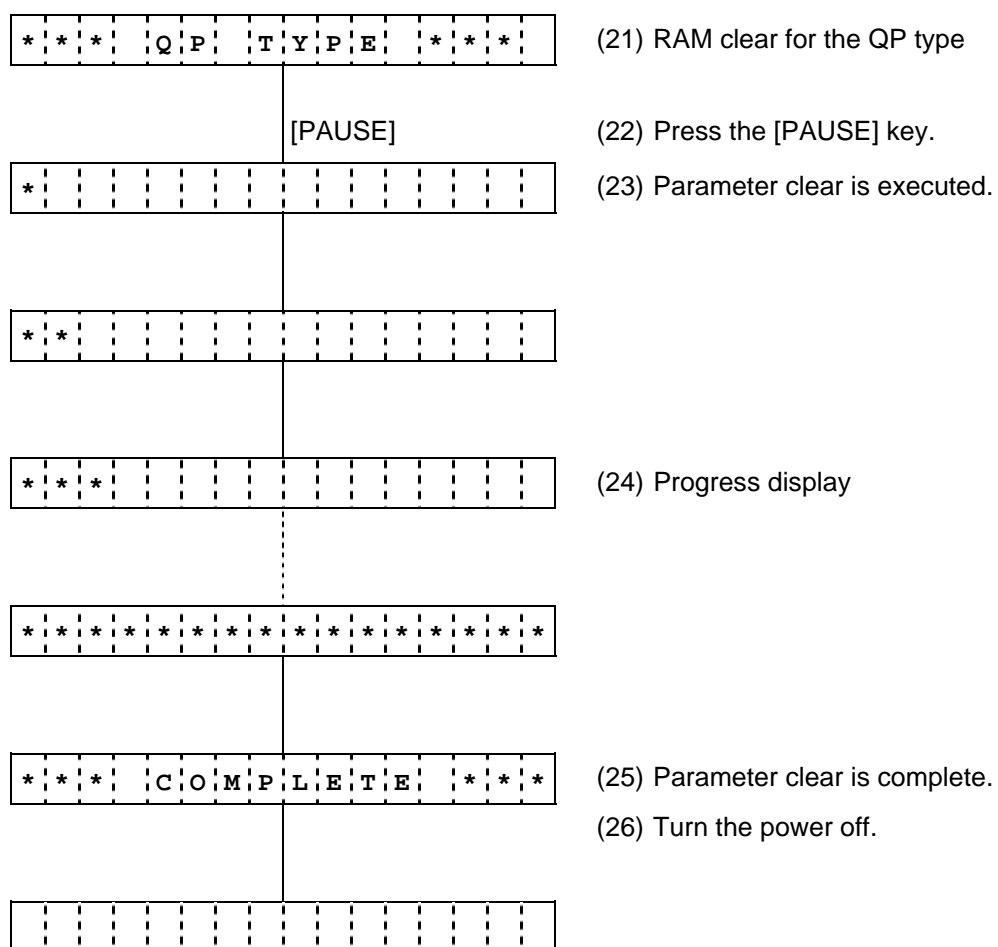 *** QP TYPE ***
(21) RAM clear for the QP type
[PAUSE]
(22) Press the [PAUSE] key.
*
(23) Parameter clear is executed.
**
***
(24) Progress display
****************
*** COMPLETE ***
(25) Parameter clear is complete.
(26) Turn the power off.